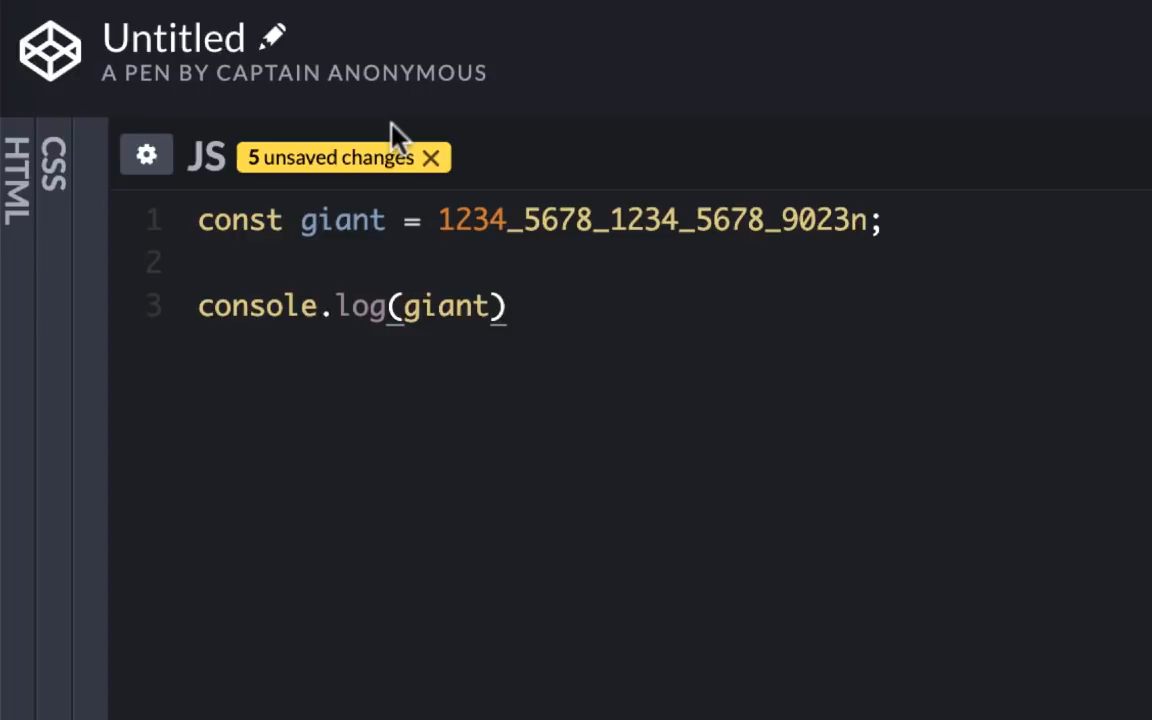 Untitled
A PEN BY CAPTAIN ANONYMOUS
HTML
CSS
JS 5 unsaved changes
1 const giant = 1234_5678_1234_5678_9023n;
2
3 console.log(giant)